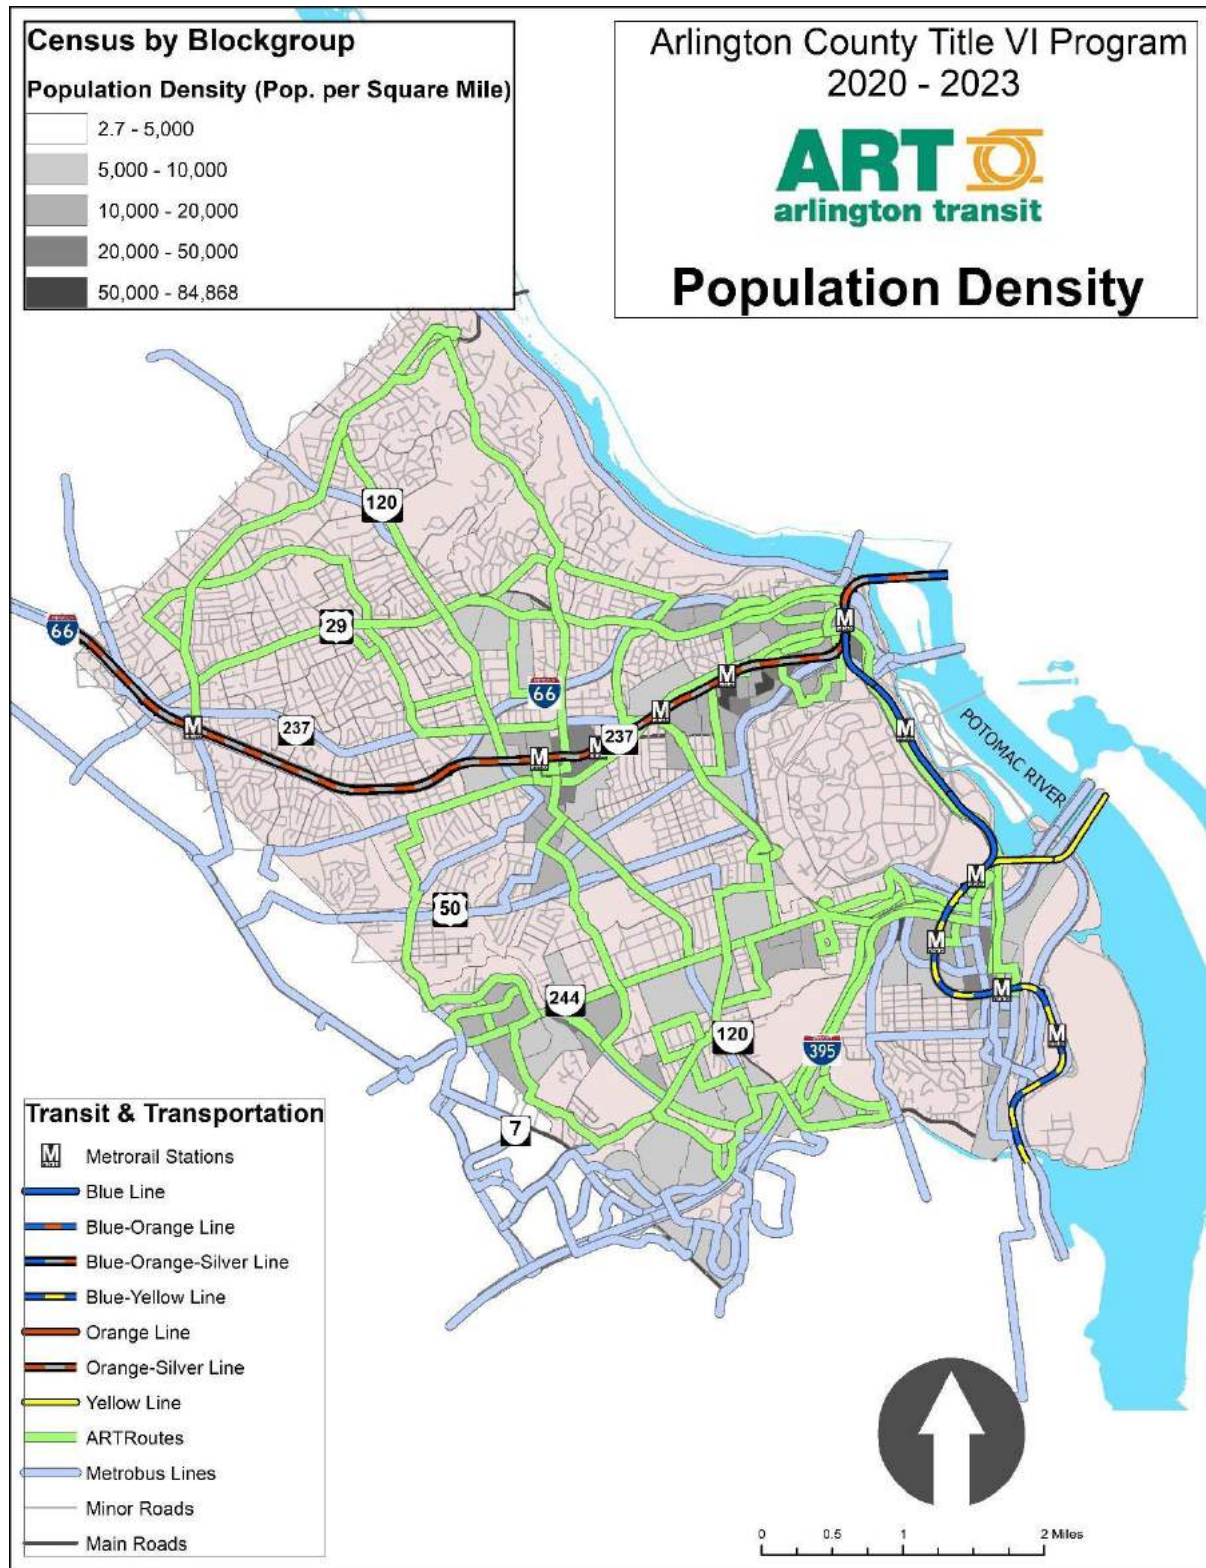 Census by Blockgroup
Population Density (Pop. per Square Mile)
2.7 - 5,000
5,000 - 10,000
10,000 - 20,000
20,000 - 50,000
50,000 - 84,868
Arlington County Title VI Program
2020 - 2023
ART
arlington transit
Population Density
120
29
66
66
M
M
237
M
M
M
237
M
M
POTOMAC RIVER
M
50
M
244
M
120
395
M
7
Transit & Transportation
M Metrorail Stations
Blue Line
Blue-Orange Line
Blue-Orange-Silver Line
Blue-Yellow Line
Orange Line
Orange-Silver Line
Yellow Line
ARTRoutes
Metrobus Lines
Minor Roads
Main Roads
0 0.5 1 2 Miles